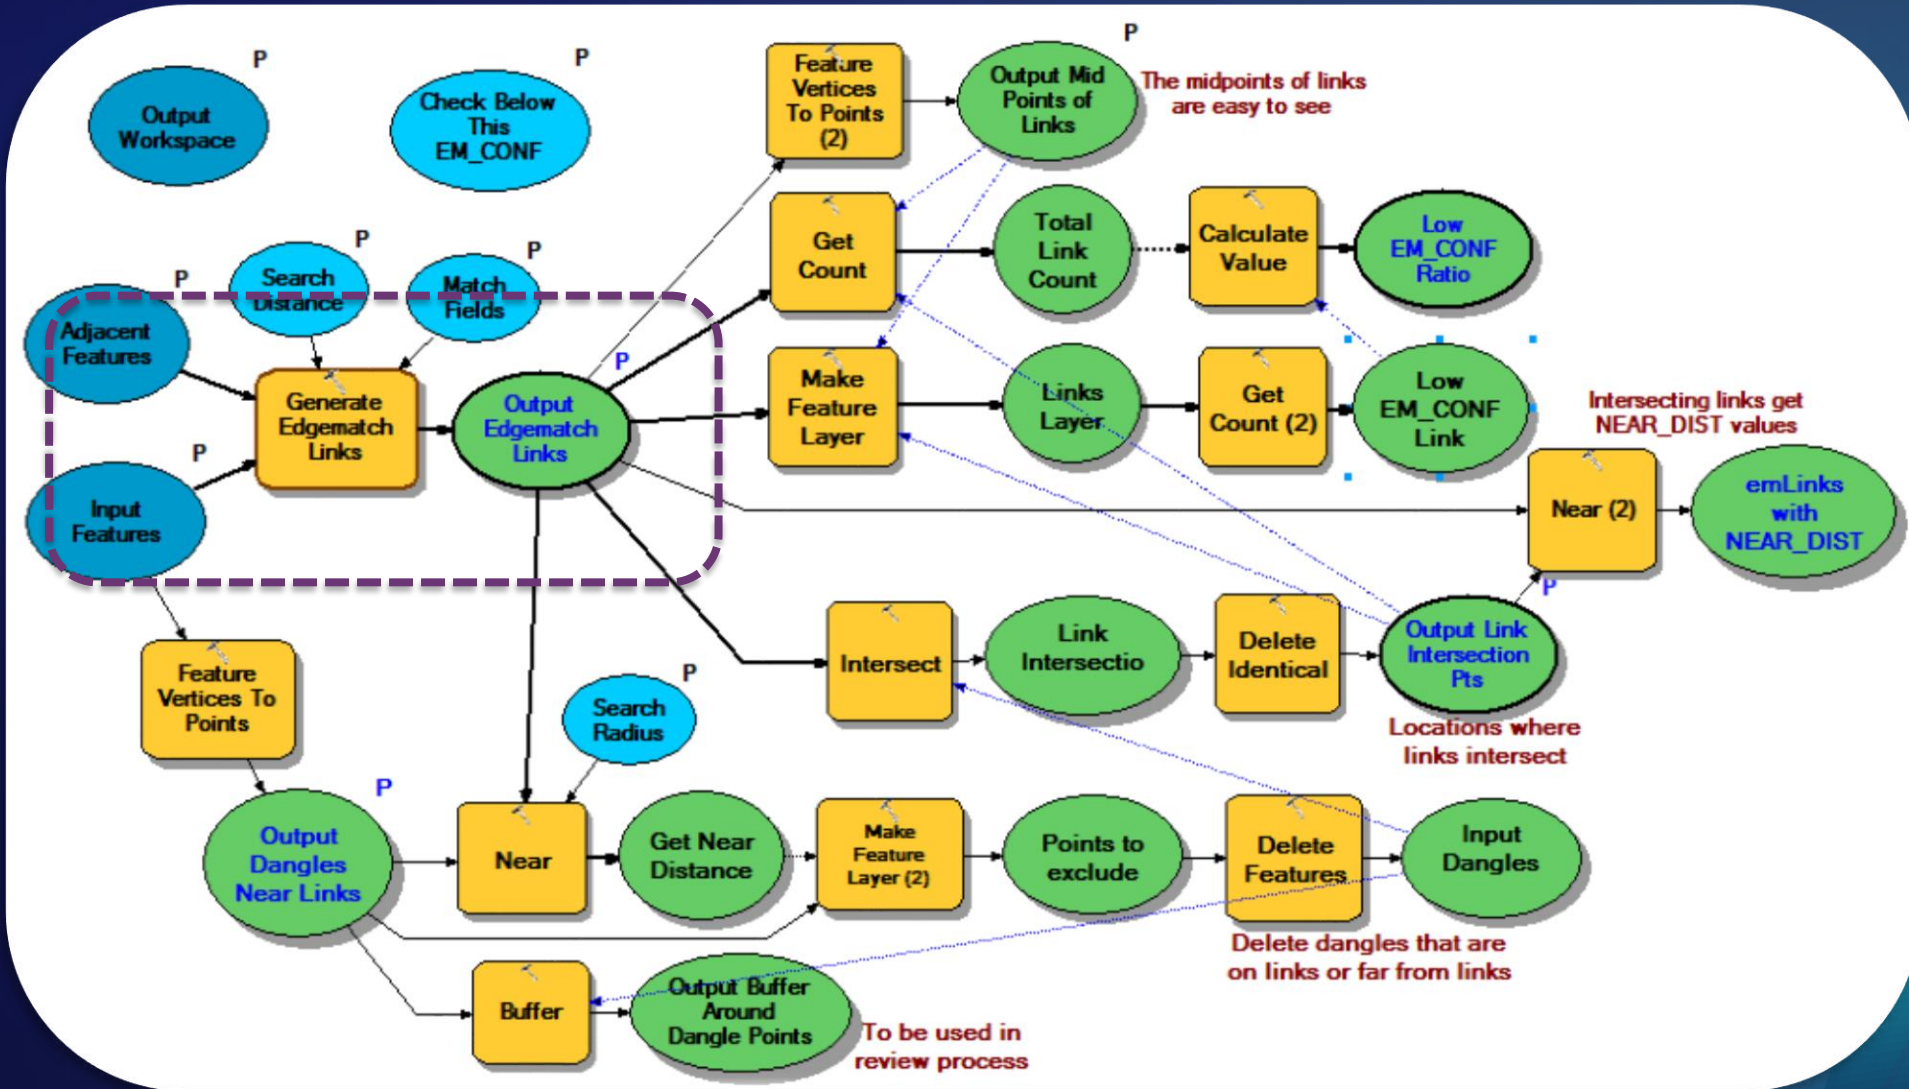 P
Output
Workspace
P
Check Below
This
EM_CONF
Feature
Vertices
To Points
(2)
P
Output Mid
Points of
Links
The midpoints of links
are easy to see
P
Adjacent
Features
P
Search
Distance
P
Match
Fields
Get
Count
Total
Link
Count
Calculate
Value
Low
EM_CONF
Ratio
Generate
Edgematch
Links
P
Output
Edgematch
Links
Make
Feature
Layer
Links
Layer
Get
Count (2)
Low
EM_CONF
Link
Intersecting links get
NEAR_DIST values
P
Input
Features
Near (2)
emLinks
with
NEAR_DIST
P
Feature
Vertices To
Points
P
Search
Radius
Intersect
Link
Intersectio
Delete
Identical
Output Link
Intersection
Pts
Locations where
links intersect
P
Output
Dangles
Near Links
Near
Get Near
Distance
Make
Feature
Layer (2)
Points to
exclude
Delete
Features
Input
Dangles
Delete dangles that are
on links or far from links
Buffer
Output Buffer
Around
Dangle Points
To be used in
review process